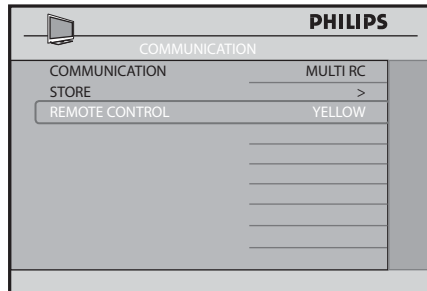 PHILIPS
COMMUNICATION
COMMUNICATION MULTI RC
STORE >
REMOTE CONTROL YELLOW